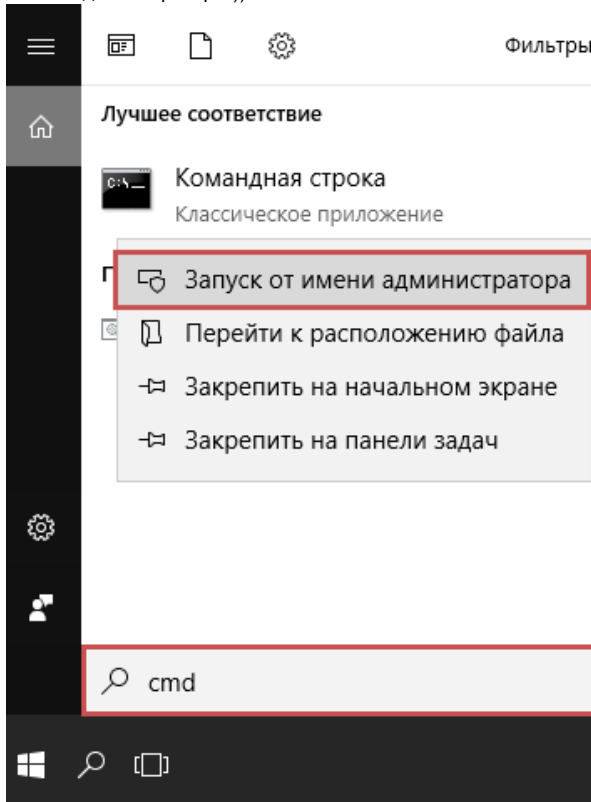 Фильтры
Лучшее соответствие
C:\_
Командная строка
Классическое приложение
Запуск от имени администратора
Перейти к расположению файла
Закрепить на начальном экране
Закрепить на панели задач
cmd